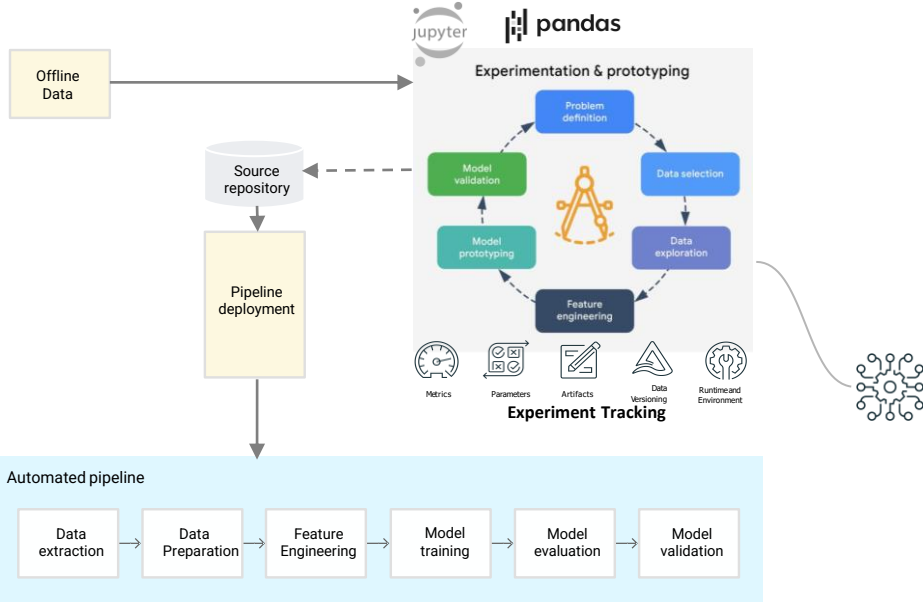 jupyter
pandas
Offline
Data
Experimentation & prototyping
Problem
definition
Model
validation
Data selection
Source
repository
Model
prototyping
Data
exploration
Pipeline
deployment
Feature
engineering
Metrics
Parameters
Artifacts
Data
Versioning
Runtime and
Environment
Experiment Tracking
Automated pipeline
Data
extraction
Data
Preparation
Feature
Engineering
Model
training
Model
evaluation
Model
validation